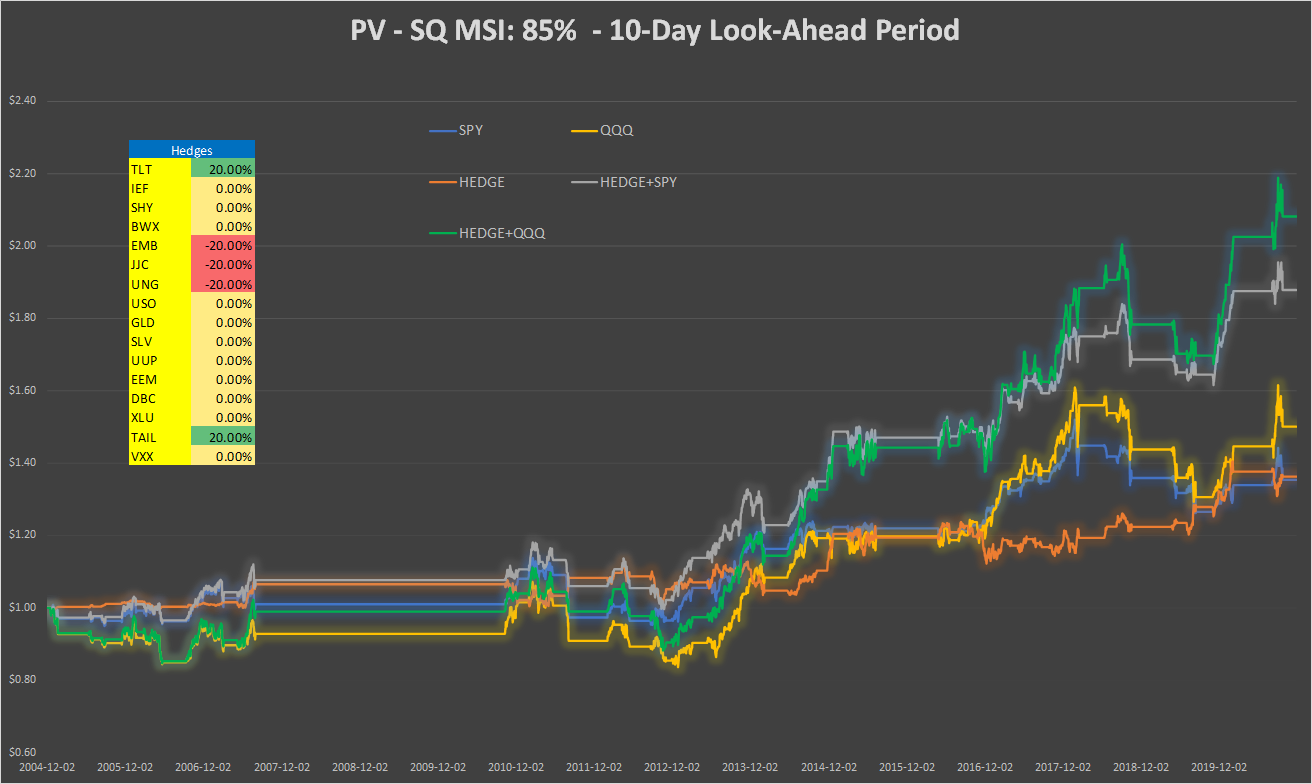 PV - SQ MSI: 85%  - 10-Day Look-Ahead Period
SPY
QQQ
HEDGE
HEDGE+SPY
HEDGE+QQQ
Hedges
TLT 20.00%
IEF 0.00%
SHY 0.00%
BWX 0.00%
EMB -20.00%
JJC -20.00%
UNG -20.00%
USO 0.00%
GLD 0.00%
SLV 0.00%
UUP 0.00%
EEM 0.00%
DBC 0.00%
XLU 0.00%
TAIL 20.00%
VXX 0.00%
$2.40
$2.20
$2.00
$1.80
$1.60
$1.40
$1.20
$1.00
$0.80
$0.60
2004-12-02 2005-12-02 2006-12-02 2007-12-02 2008-12-02 2009-12-02 2010-12-02 2011-12-02 2012-12-02 2013-12-02 2014-12-02 2015-12-02 2016-12-02 2017-12-02 2018-12-02 2019-12-02